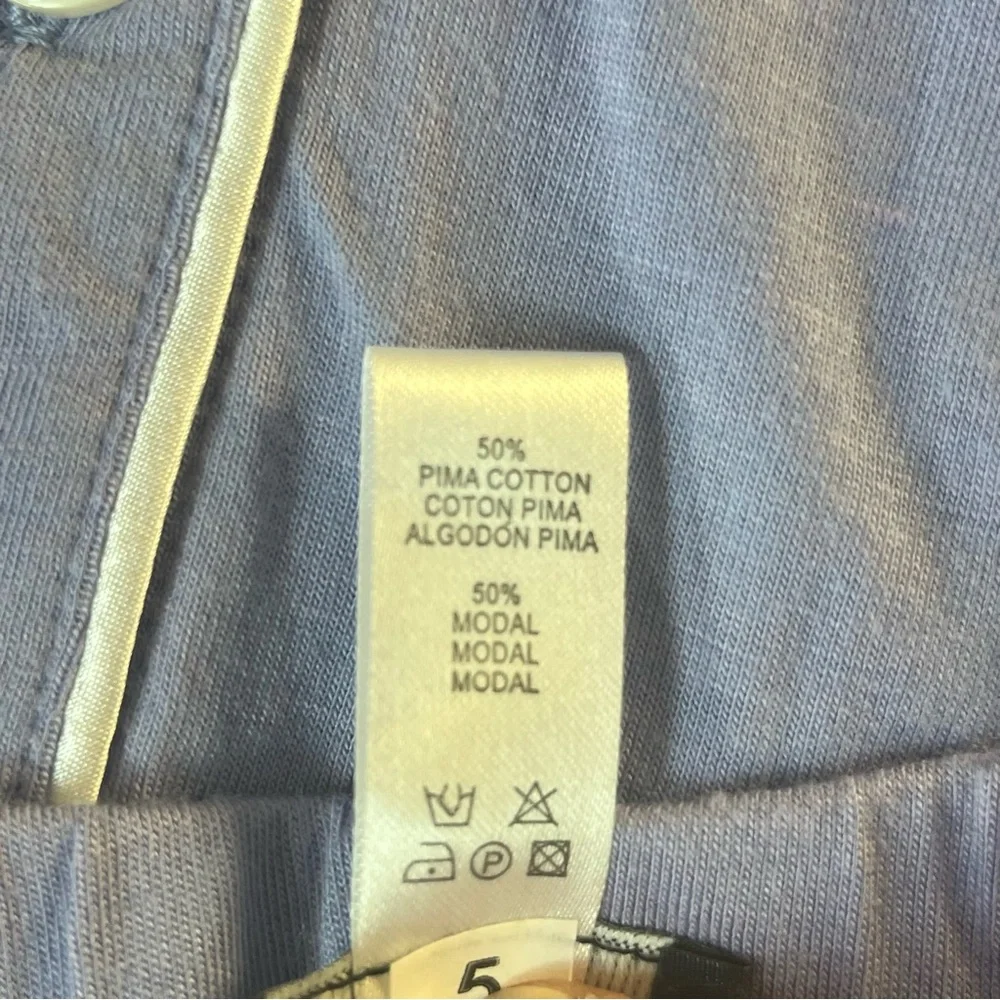 50%
PIMA COTTON
COTON PIMA
ALGODÓN PIMA
50%
MODAL
MODAL
MODAL
P
5